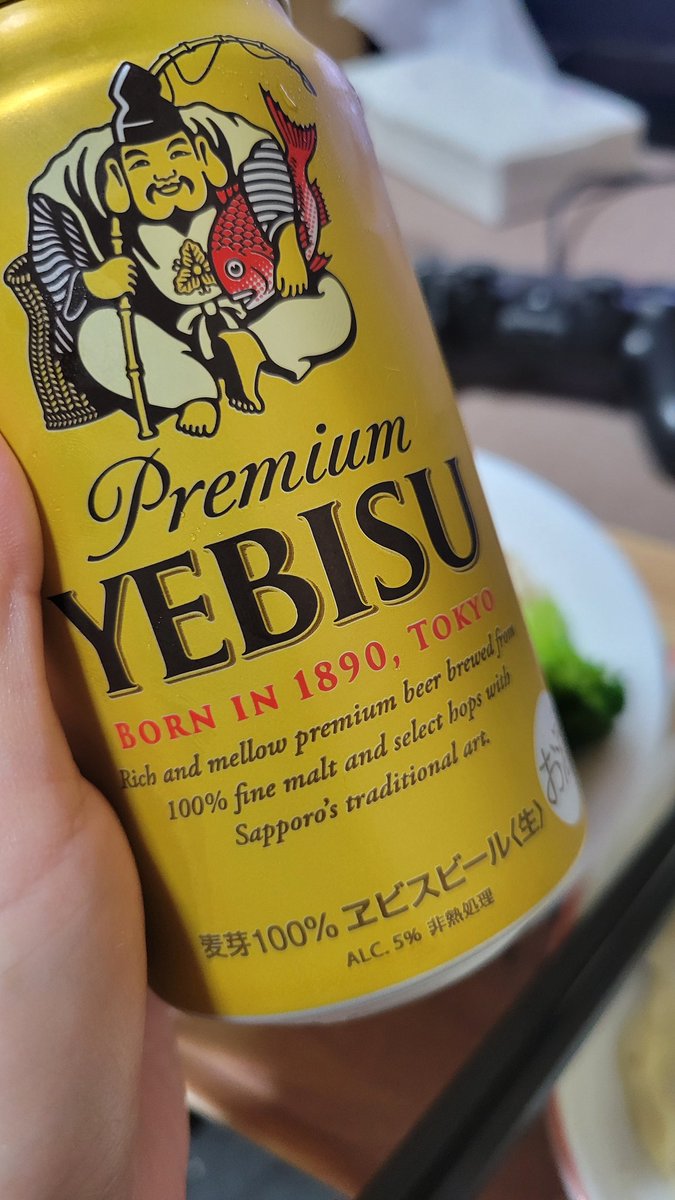 Premium
YEBISU
BORN IN 1890, TOKYO
Rich and mellow premium beer brewed from
100% fine malt and select hops with
Sapporo's traditional art.
麦芽100% ヱビスビール〈生〉
ALC. 5% 非熱処理
お